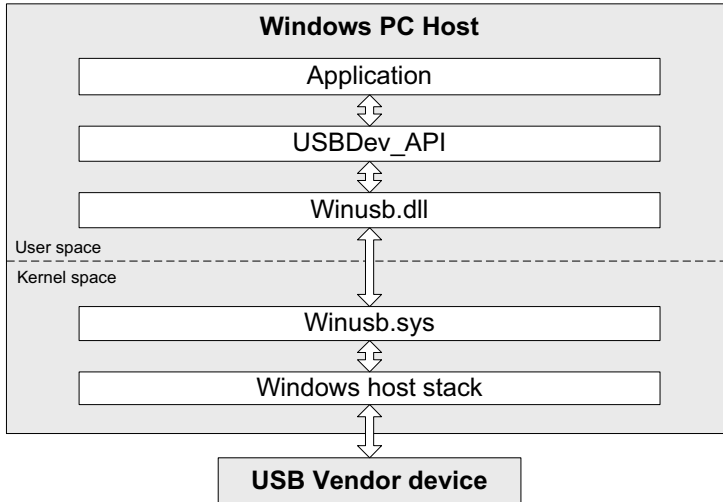 Windows PC Host
Application
USBDev_API
Winusb.dll
User space
Kernel space
Winusb.sys
Windows host stack
USB Vendor device